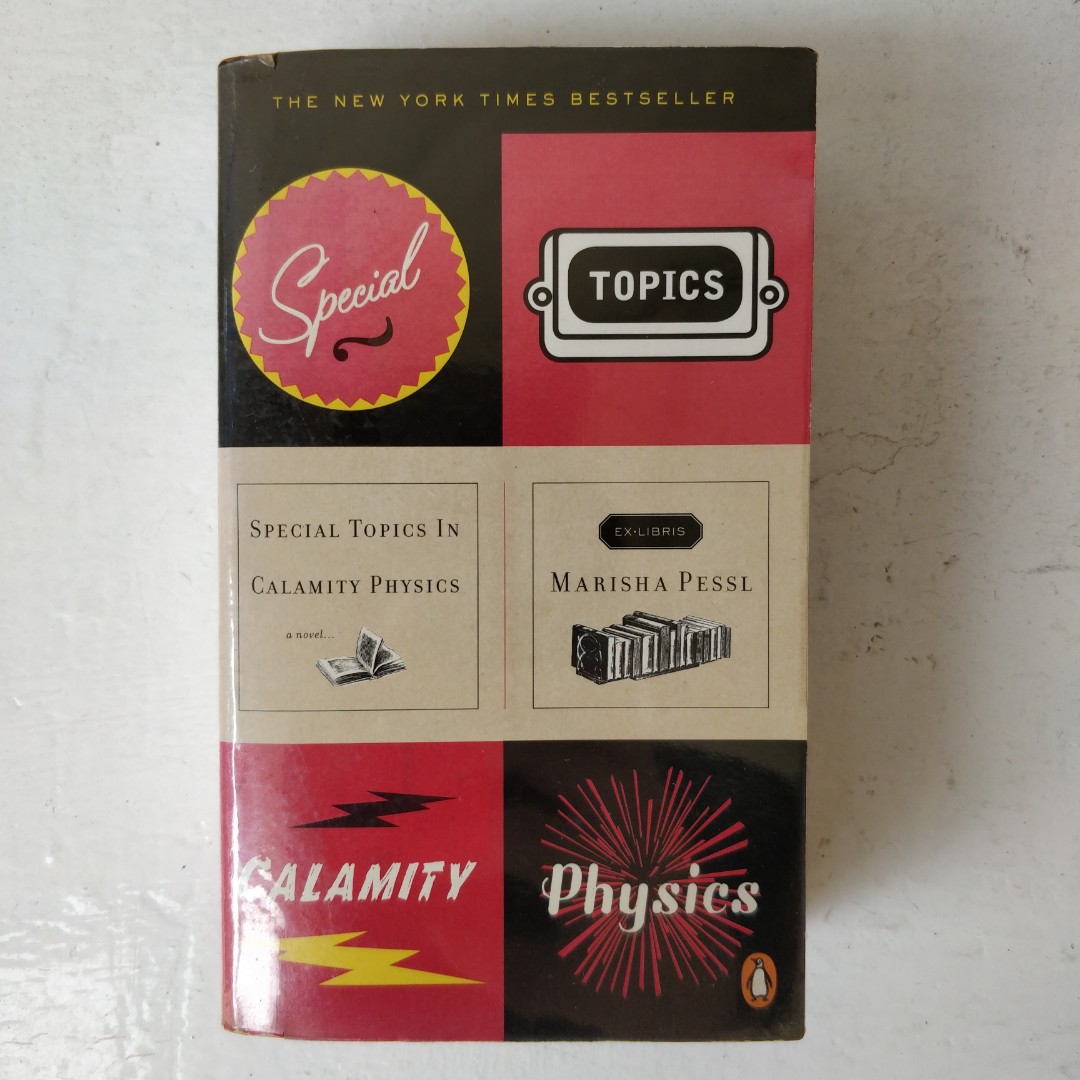 THE NEW YORK TIMES BESTSELLER
Special
TOPICS
SPECIAL TOPICS IN
CALAMITY PHYSICS
a novel...
EX•LIBRIS
MARISHA PESSL
CALAMITY
Physics